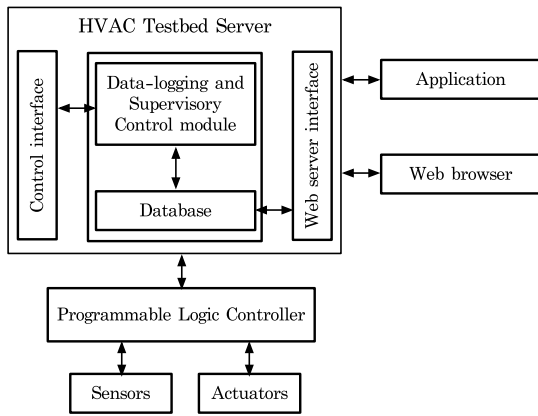 HVAC Testbed Server
Control interface
Data-logging and
Supervisory
Control module
Database
Web server interface
Application
Web browser
Programmable Logic Controller
Sensors
Actuators